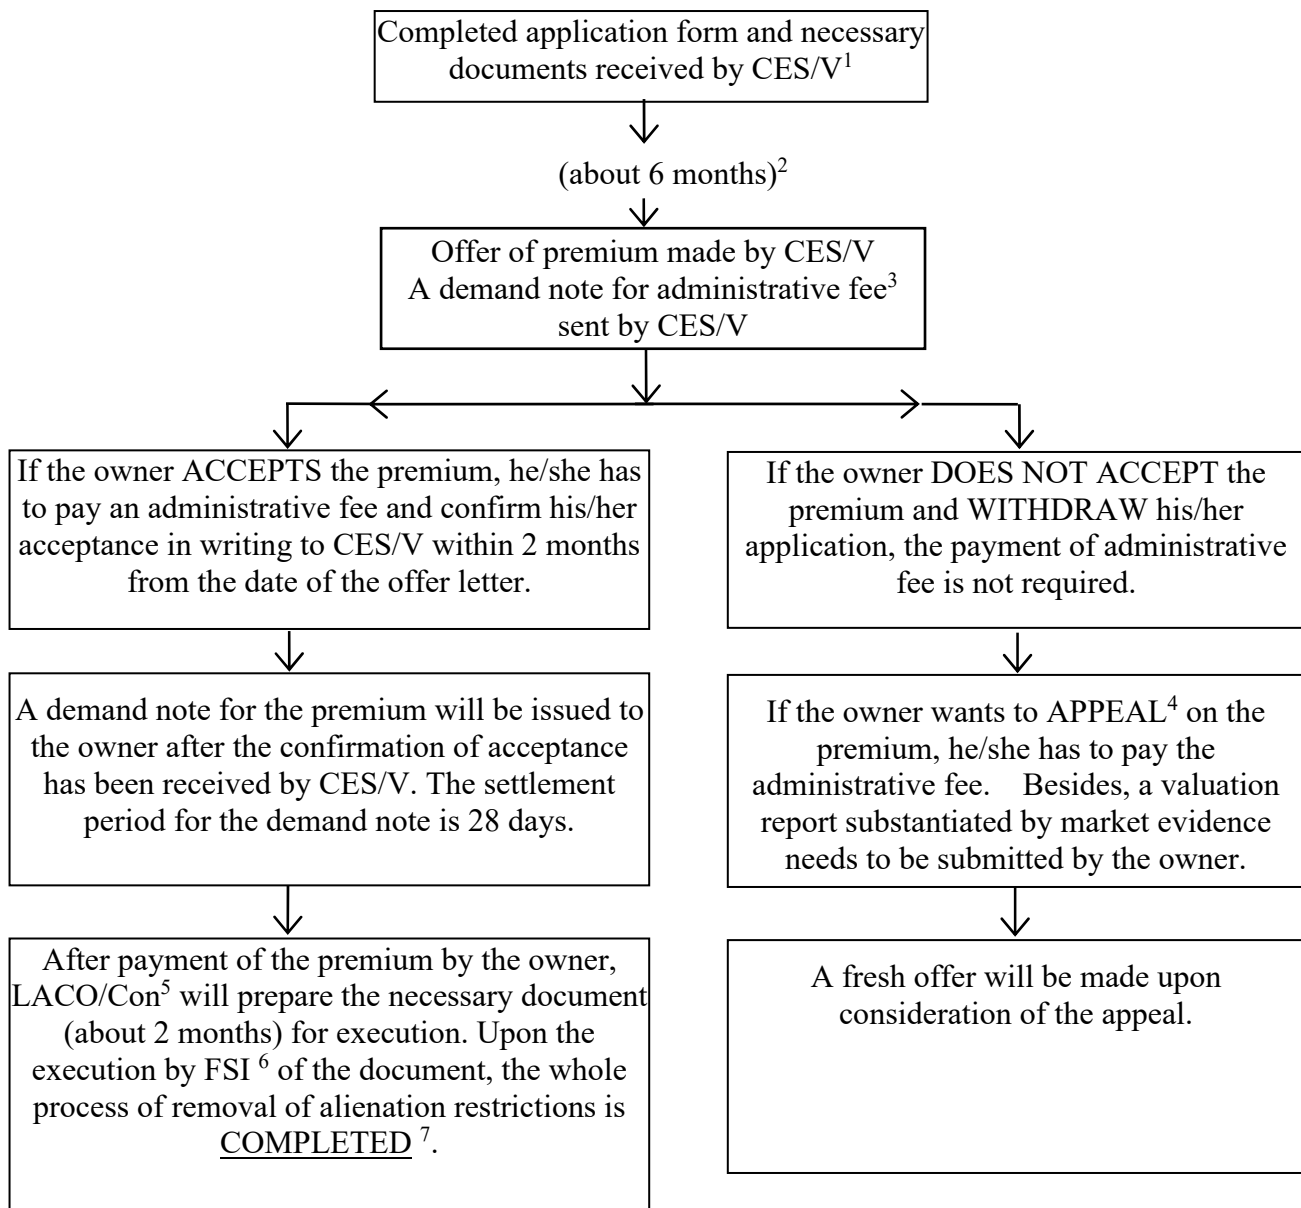 Completed application form and necessary
documents received by CES/V1
(about 6 months)2
Offer of premium made by CES/V
A demand note for administrative fee3
sent by CES/V
If the owner ACCEPTS the premium, he/she has
to pay an administrative fee and confirm his/her
acceptance in writing to CES/V within 2 months
from the date of the offer letter.
If the owner DOES NOT ACCEPT the
premium and WITHDRAW his/her
application, the payment of administrative
fee is not required.
A demand note for the premium will be issued to
the owner after the confirmation of acceptance
has been received by CES/V. The settlement
period for the demand note is 28 days.
If the owner wants to APPEAL4 on the
premium, he/she has to pay the
administrative fee. Besides, a valuation
report substantiated by market evidence
needs to be submitted by the owner.
After payment of the premium by the owner,
LACO/Con5 will prepare the necessary document
(about 2 months) for execution. Upon the
execution by FSI 6 of the document, the whole
process of removal of alienation restrictions is
COMPLETED 7.
A fresh offer will be made upon
consideration of the appeal.